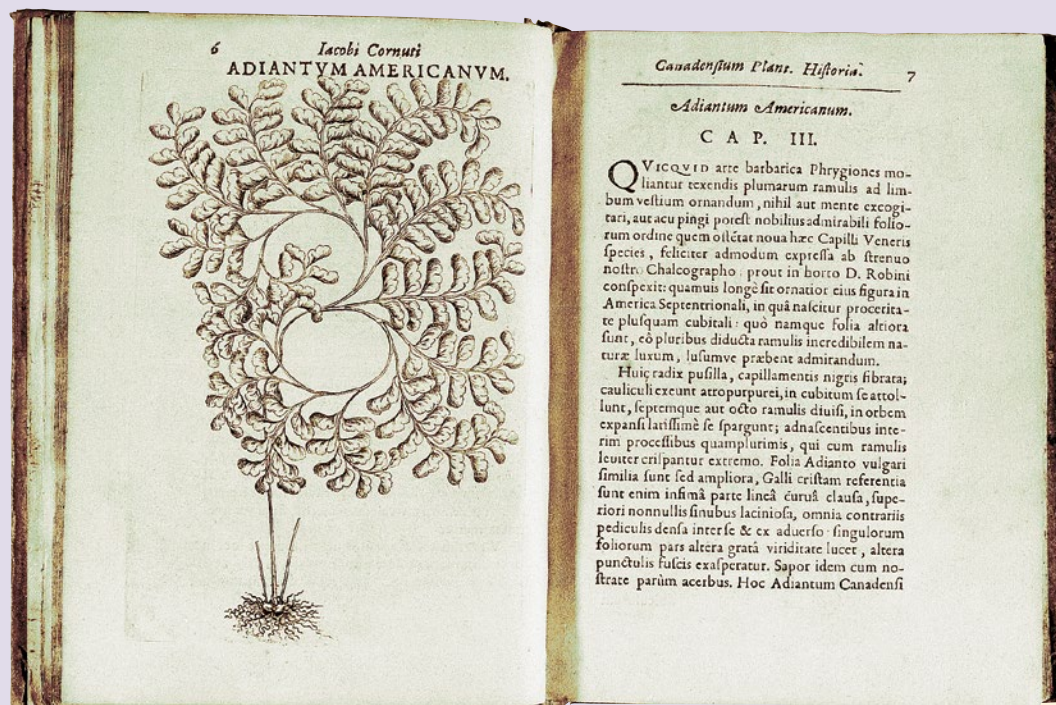 6
Iacobi Cornuti
ADIANTVM AMERICANVM.
Canadensium Plant. Historia. 7
Adiantum Americanum.
CAP. III.
QVICQVID arte barbarica Phrygiones mo-
liantur texendis plumarum ramulis ad lim-
bum vestium ornandum, nihil aut mente excogi-
tari, aut acu pingi potest nobilius admirabili folio-
rum ordine quem ostẽtat noua hæc Capilli Veneris
species, feliciter admodum expressa ab strenuo
nostro Chalcographo prout in horto D. Robini
conspexit: quamuis longè sit ornatior eius figura in
America Septentrionali, in quâ nascitur procerita-
te plusquam cubitali: quò namque folia altiora
sunt, eò pluribus diducta ramulis incredibilem na-
turæ luxum, lusumve præbent admirandum.
Huic radix pusilla, capillamentis nigris fibrata;
cauliculi exeunt atropurpurei, in cubitum se attol-
lunt, septemque aut octo ramulis diuisi, in orbem
expansi latissimè se spargunt; adnascentibus inte-
rim processibus quamplurimis, qui cum ramulis
leuiter crispantur extremo. Folia Adianto vulgari
similia sunt sed ampliora, Galli cristam referentia
sunt enim infimâ parte lineâ curuâ clausa, supe-
riori nonnullis sinubus laciniosa, omnia contrariis
pediculis densa inter se & ex aduerso singulorum
foliorum pars altera gratâ viriditate lucet, altera
punctulis fuscis exasperatur. Sapor idem cum no-
strate parùm acerbus. Hoc Adiantum Canadensi